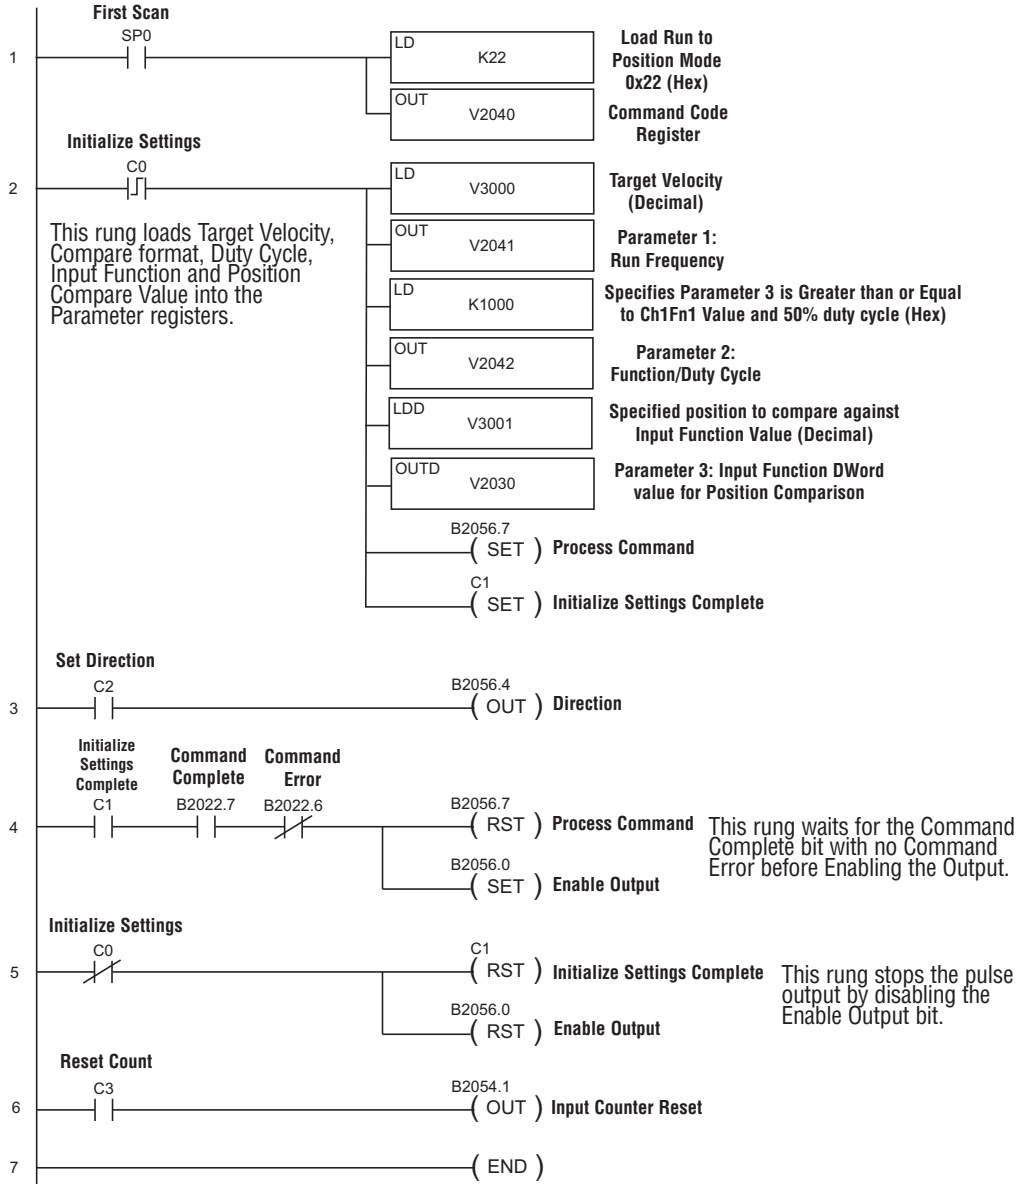 First Scan
SP0
1
LD
K22
Load Run to
Position Mode
0x22 (Hex)
OUT
V2040
Command Code
Register
Initialize Settings
C0
2
LD
V3000
Target Velocity
(Decimal)
This rung loads Target Velocity,
Compare format, Duty Cycle,
Input Function and Position
Compare Value into the
Parameter registers.
OUT
V2041
Parameter 1:
Run Frequency
LD
K1000
Specifies Parameter 3 is Greater than or Equal
to Ch1Fn1 Value and 50% duty cycle (Hex)
OUT
V2042
Parameter 2:
Function/Duty Cycle
LDD
V3001
Specified position to compare against
Input Function Value (Decimal)
OUTD
V2030
Parameter 3: Input Function DWord
value for Position Comparison
B2056.7
( SET ) Process Command
C1
( SET ) Initialize Settings Complete
Set Direction
C2
3
B2056.4
( OUT ) Direction
Initialize
Settings
Complete
C1
Command
Complete
B2022.7
Command
Error
B2022.6
4
B2056.7
( RST ) Process Command
B2056.0
( SET ) Enable Output
This rung waits for the Command
Complete bit with no Command
Error before Enabling the Output.
Initialize Settings
C0
5
C1
( RST ) Initialize Settings Complete
B2056.0
( RST ) Enable Output
This rung stops the pulse
output by disabling the
Enable Output bit.
Reset Count
C3
6
B2054.1
( OUT ) Input Counter Reset
7
( END )